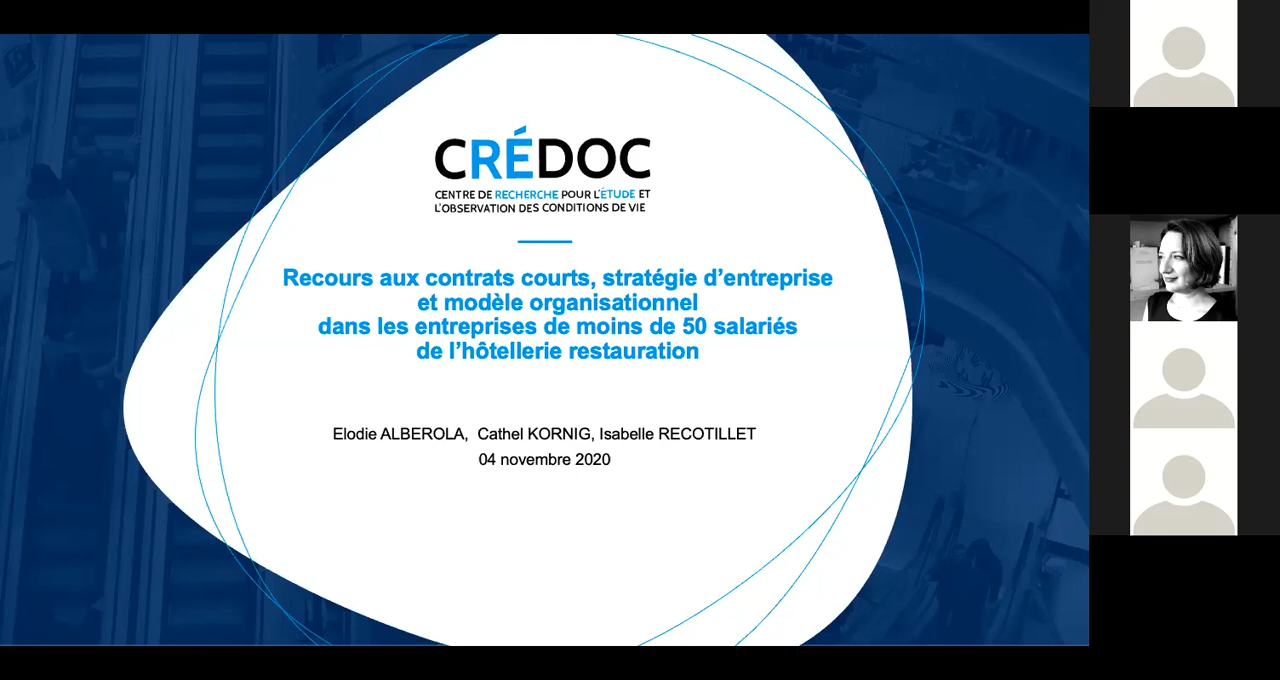 CRÉDOC
CENTRE DE RECHERCHE POUR L'ÉTUDE ET
L'OBSERVATION DES CONDITIONS DE VIE
Recours aux contrats courts, stratégie d'entreprise
et modèle organisationnel
dans les entreprises de moins de 50 salariés
de l'hôtellerie restauration
Elodie ALBEROLA,  Cathel KORNIG, Isabelle RECOTILLET
04 novembre 2020